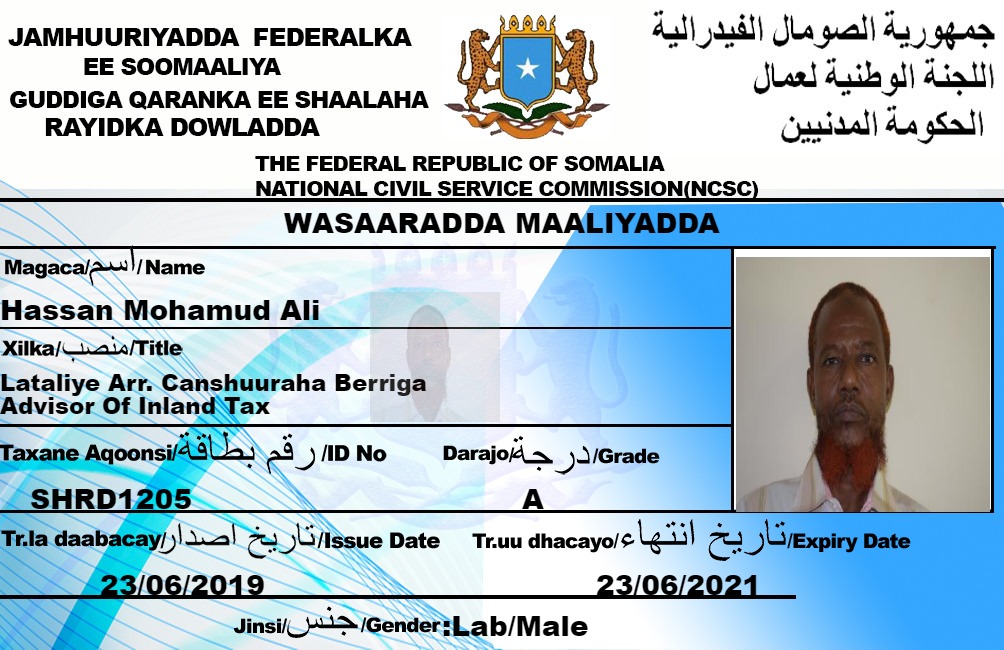 JAMHUURIYADDA FEDERALKA
EE SOOMAALIYA
GUDDIGA QARANKA EE SHAALAHA
RAYIDKA DOWLADDA
جمهورية الصومال الفيدرالية
اللجنة الوطنية لعمال
الحكومة المدنيين
THE FEDERAL REPUBLIC OF SOMALIA
NATIONAL CIVIL SERVICE COMMISSION(NCSC)
WASAARADDA MAALIYADDA
Magaca/اسم/Name
Hassan Mohamud Ali
Xilka/منصب/Title
Lataliye Arr. Canshuuraha Berriga
Advisor Of Inland Tax
Taxane Aqoonsi/رقم بطاقة/ID No
Darajo/درجة/Grade
SHRD1205
A
Tr.la daabacay/تاريخ اصدار/Issue Date
Tr.uu dhacayo/تاريخ انتهاء/Expiry Date
23/06/2019
23/06/2021
Jinsi/جنس/Gender:Lab/Male